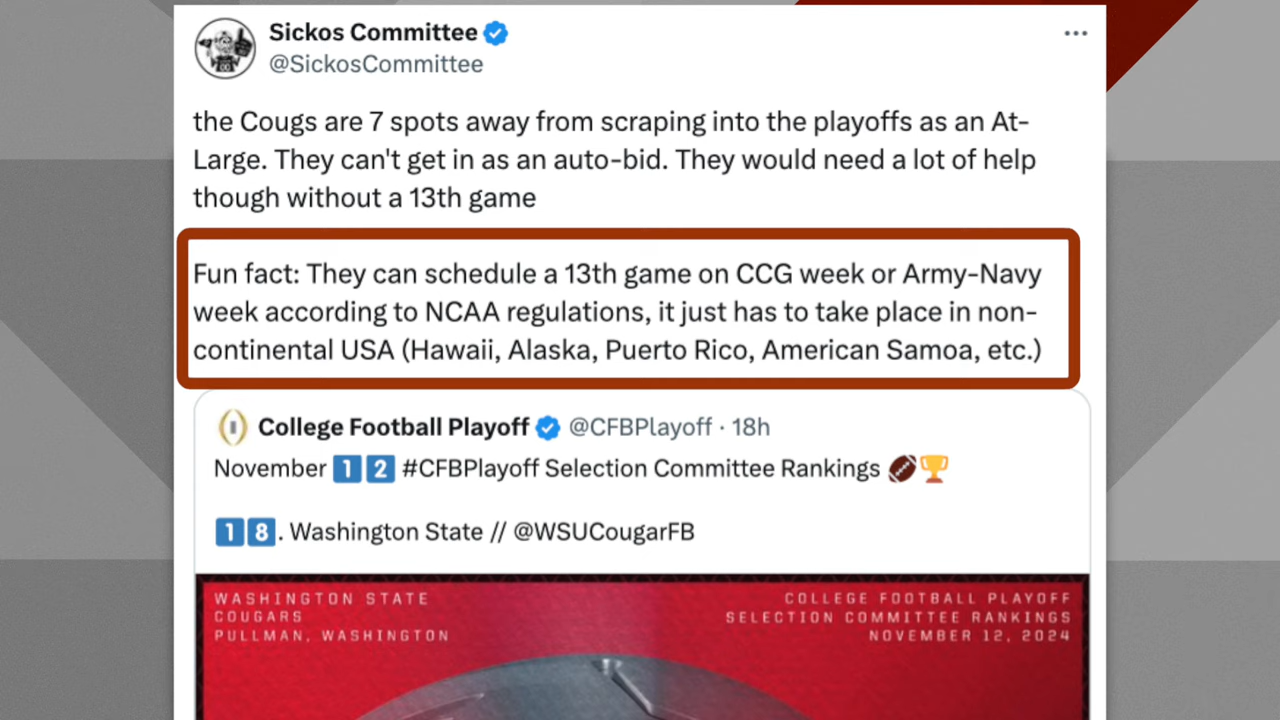 Sickos Committee
@SickosCommittee
the Cougs are 7 spots away from scraping into the playoffs as an At-
Large. They can't get in as an auto-bid. They would need a lot of help
though without a 13th game
Fun fact: They can schedule a 13th game on CCG week or Army-Navy
week according to NCAA regulations, it just has to take place in non-
continental USA (Hawaii, Alaska, Puerto Rico, American Samoa, etc.)
College Football Playoff @CFBPlayoff · 18h
November 1️⃣2️⃣ #CFBPlayoff Selection Committee Rankings 🏈🏆
1️⃣8️⃣. Washington State // @WSUCougarFB
WASHINGTON STATE
COUGARS
PULLMAN, WASHINGTON
COLLEGE FOOTBALL PLAYOFF
SELECTION COMMITTEE RANKINGS
NOVEMBER 12, 2024